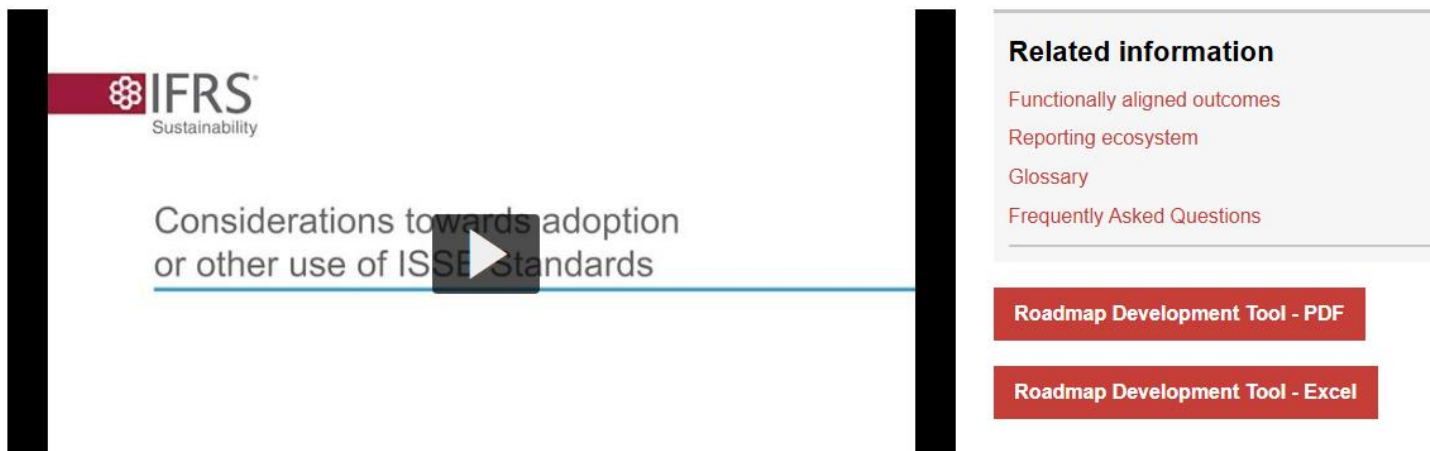 IFRS®
Sustainability
Considerations towards adoption
or other use of ISSB Standards
Related information
Functionally aligned outcomes
Reporting ecosystem
Glossary
Frequently Asked Questions
Roadmap Development Tool - PDF
Roadmap Development Tool - Excel